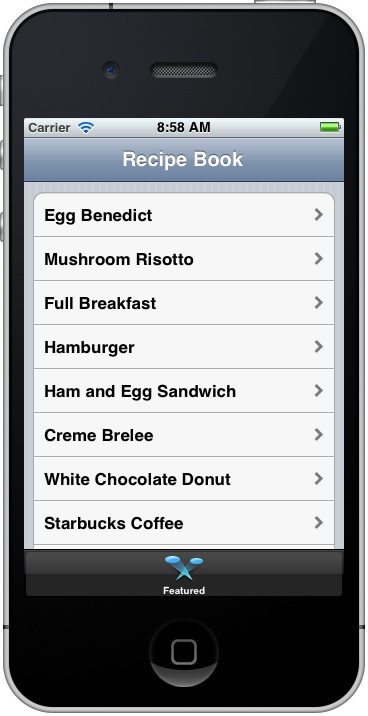 Carrier 8:58 AM
Recipe Book
Egg Benedict
Mushroom Risotto
Full Breakfast
Hamburger
Ham and Egg Sandwich
Creme Brelee
White Chocolate Donut
Starbucks Coffee
Featured